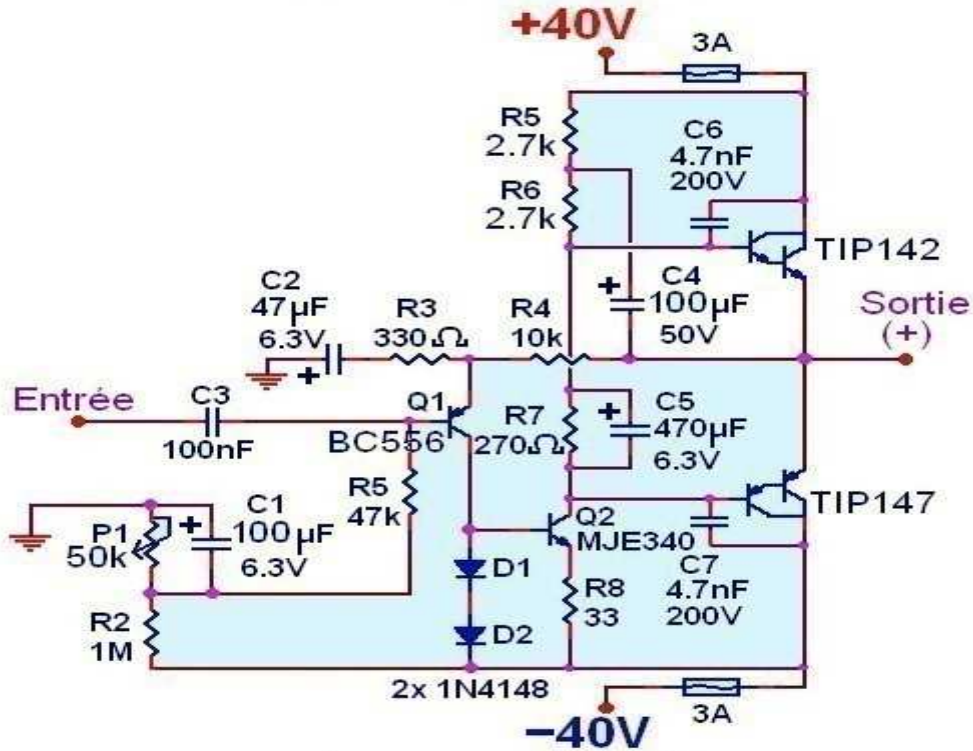 +40V
3A
R5
2.7k
C6
4.7nF
200V
R6
2.7k
TIP142
C2
47µF
6.3V
R3
330Ω
R4
10k
C4
100µF
50V
Sortie
(+)
+
+
Entrée
C3
100nF
Q1
BC556
R7
270Ω
+
C5
470µF
6.3V
R5
47k
P1
50k
+
C1
100µF
6.3V
Q2
MJE340
TIP147
D1
R8
33
C7
4.7nF
200V
R2
1M
D2
2x 1N4148
−40V
3A